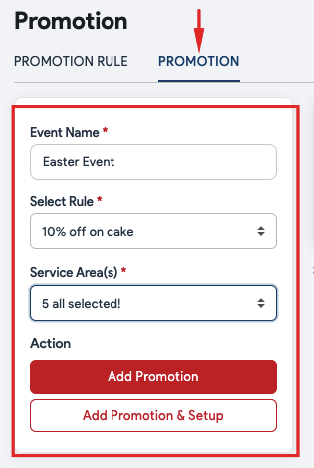 Promotion
PROMOTION RULE PROMOTION
Event Name *
Easter Event
Select Rule *
10% off on cake
Service Area(s) *
5 all selected!
Action
Add Promotion
Add Promotion & Setup